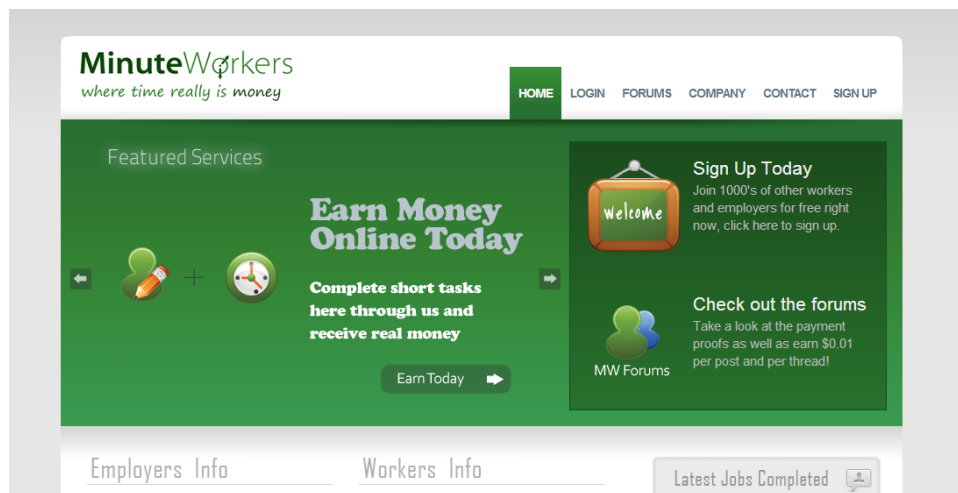 MinuteWorkers
where time really is money
HOME LOGIN FORUMS COMPANY CONTACT SIGN UP
Featured Services
Earn Money
Online Today
Complete short tasks
here through us and
receive real money
Earn Today
welcome
Sign Up Today
Join 1000's of other workers
and employers for free right
now, click here to sign up.
MW Forums
Check out the forums
Take a look at the payment
proofs as well as earn $0.01
per post and per thread!
Employers Info
Workers Info
Latest Jobs Completed